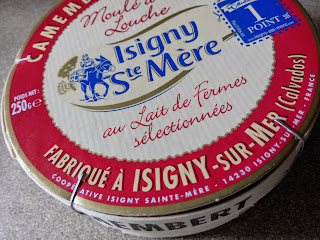 CAMEMBE
Moulé à la
Louche
1
POINT
Isigny
Ste Mère
POIDS NET :
250g e
au Lait de Fermes
sélectionnées
FABRIQUÉ À ISIGNY-SUR-MER (Calvados)
COOPÉRATIVE ISIGNY SAINTE-MÈRE - 14230 ISIGNY-SUR-MER - FRANCE
EMBERT